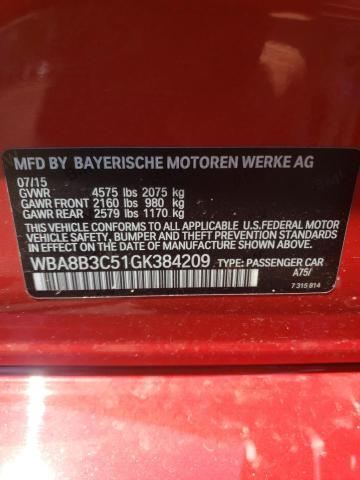 MFD BY BAYERISCHE MOTOREN WERKE AG
07/15
GVWR 4575 lbs 2075 kg
GAWR FRONT 2160 lbs 980 kg
GAWR REAR 2579 lbs 1170 kg
THIS VEHICLE CONFORMS TO ALL APPLICABLE
U.S.FEDERAL MOTOR
VEHICLE SAFETY, BUMPER, AND THEFT PREVENTION
STANDARDS IN EFFECT ON THE DATE OF
MANUFACTURE SHOWN ABOVE.
WBA8B3C51GK384209 TYPE: PASSENGER CAR
A75/
7 315 814